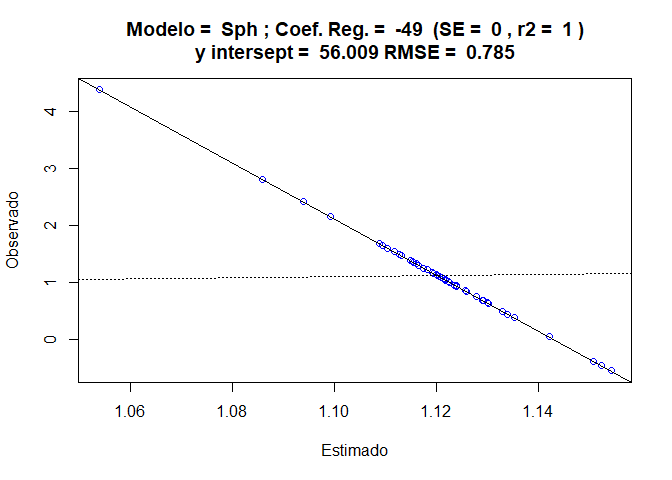 Modelo = Sph ; Coef. Reg. = -49 (SE = 0 , r2 = 1 )
y intersept = 56.009 RMSE = 0.785
Observado
4
3
2
1
0
1.06 1.08 1.10 1.12 1.14
Estimado